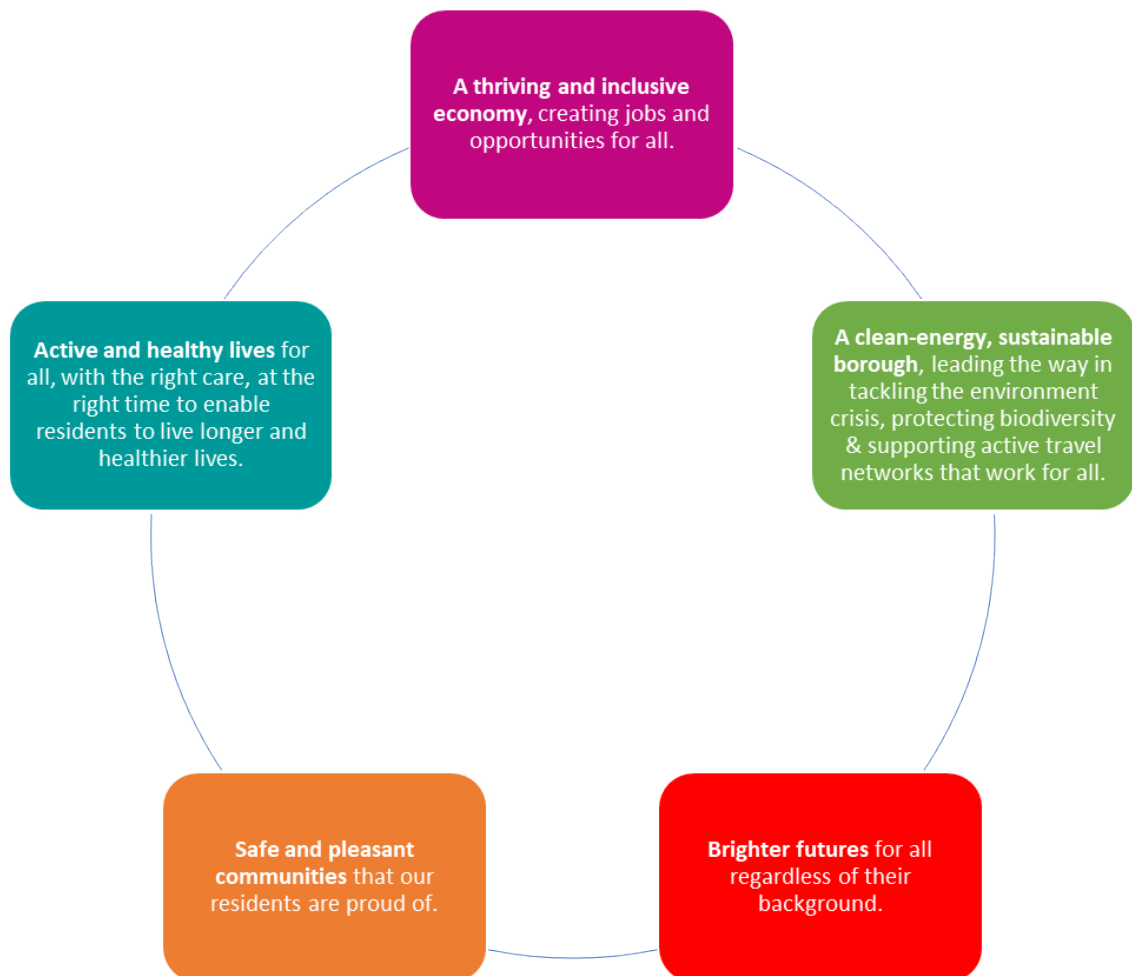 A thriving and inclusive
economy, creating jobs and
opportunities for all.
A clean-energy, sustainable
borough, leading the way in
tackling the environment
crisis, protecting biodiversity
& supporting active travel
networks that work for all.
Brighter futures for all
regardless of their
background.
Safe and pleasant
communities that our
residents are proud of.
Active and healthy lives for
all, with the right care, at the
right time to enable
residents to live longer and
healthier lives.